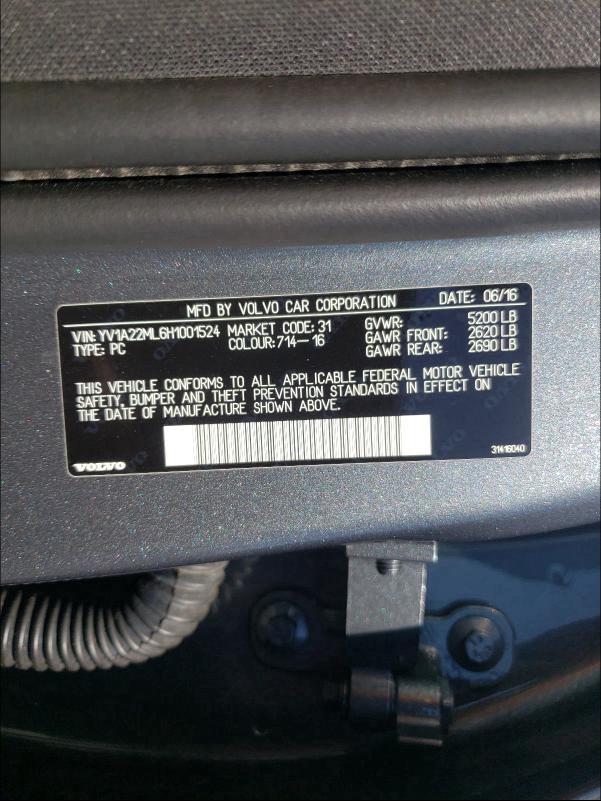 MFD BY VOLVO CAR CORPORATION DATE: 06/16
VIN: YV1A22ML6H1001524 MARKET CODE: 31 GVWR: 5200 LB
TYPE: PC COLOUR: 714-16 GAWR FRONT: 2620 LB
GAWR REAR: 2690 LB
THIS VEHICLE CONFORMS TO ALL APPLICABLE FEDERAL MOTOR VEHICLE
SAFETY, BUMPER AND THEFT PREVENTION STANDARDS IN EFFECT ON
THE DATE OF MANUFACTURE SHOWN ABOVE.
VOLVO 31416040